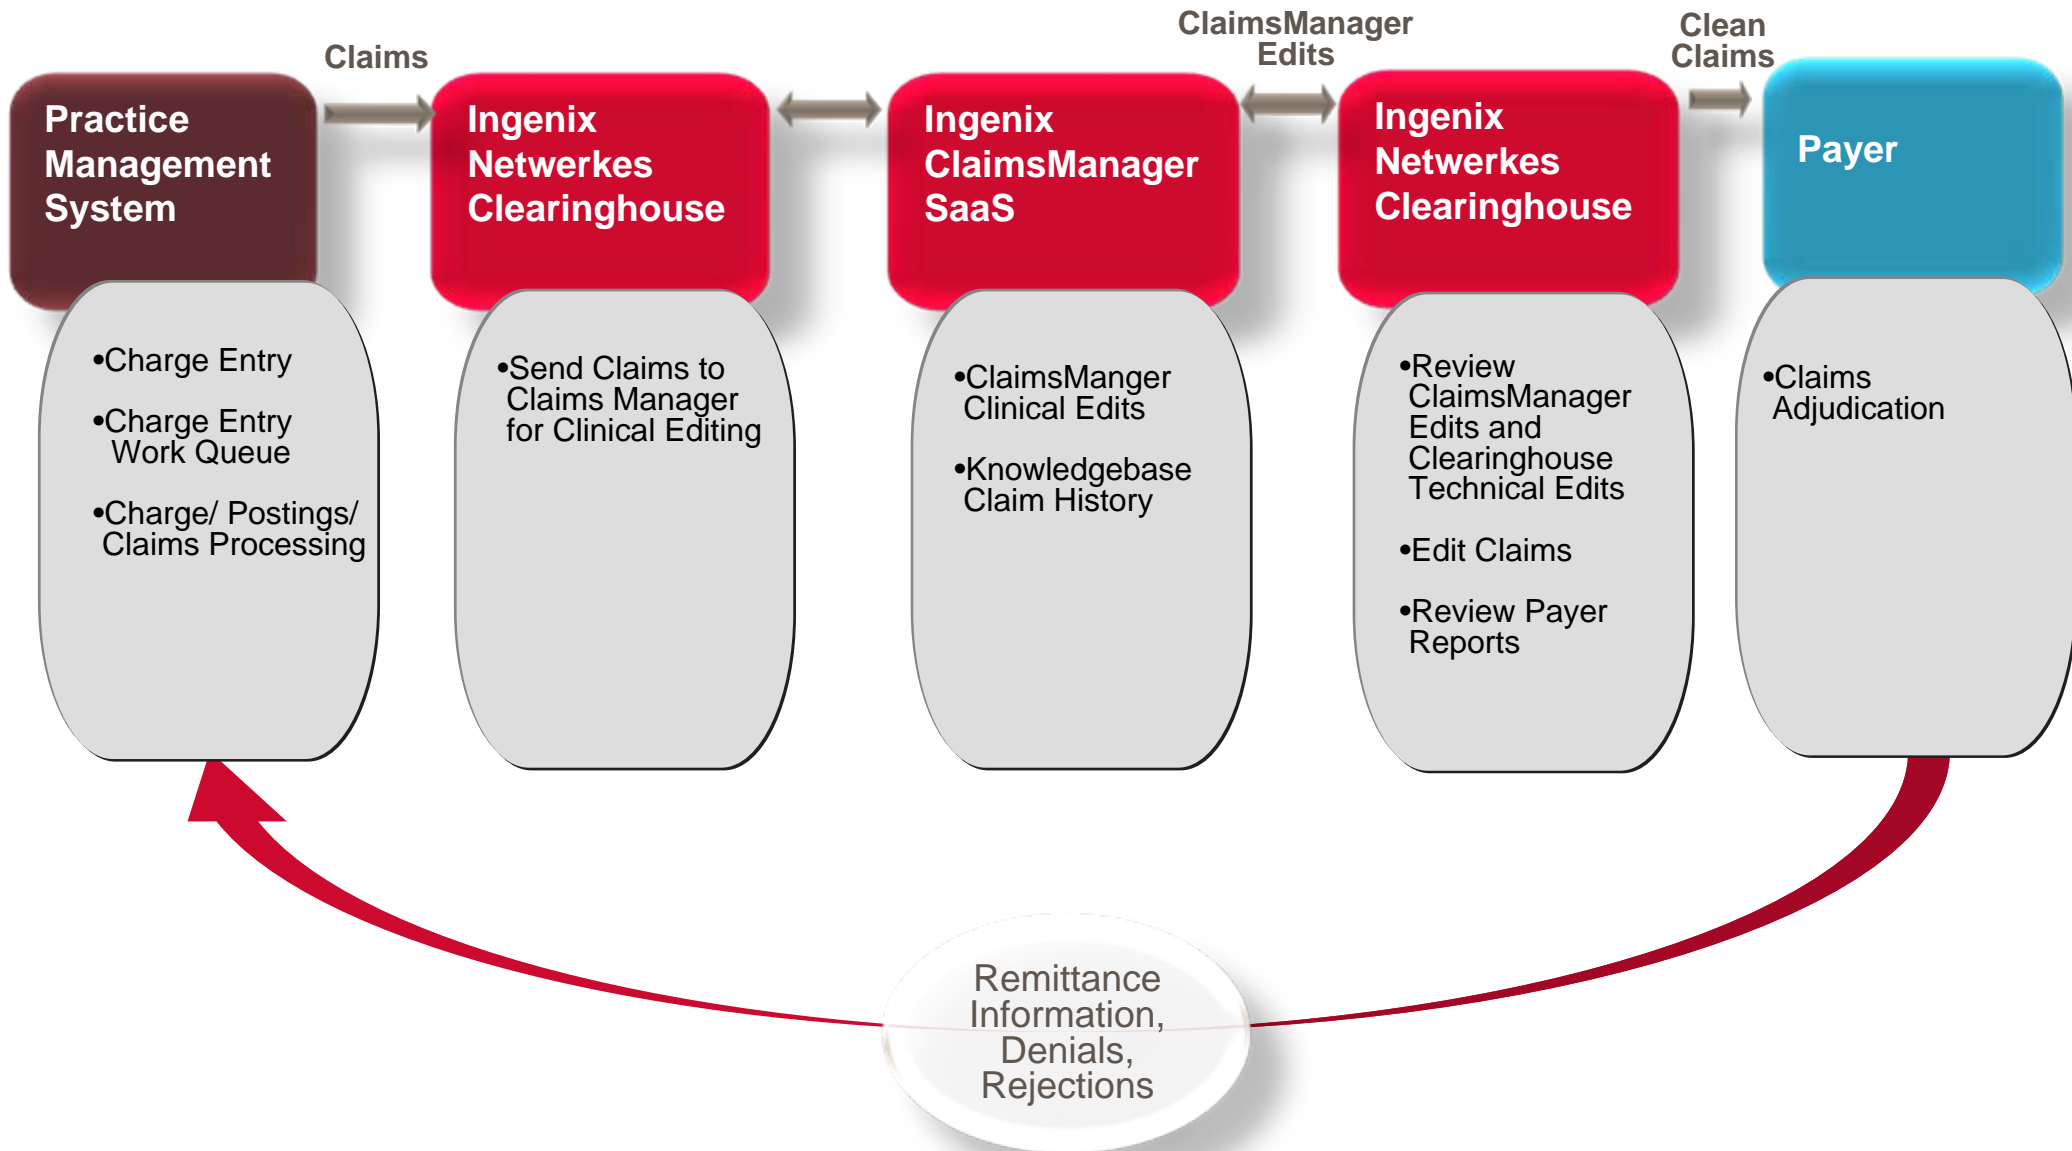 Claims
ClaimsManager
Edits
Clean
Claims
Practice
Management
System
Ingenix
Netwerkes
Clearinghouse
Ingenix
ClaimsManager
SaaS
Ingenix
Netwerkes
Clearinghouse
Payer
•Charge Entry
•Charge Entry
Work Queue
•Charge/ Postings/
Claims Processing
•Send Claims to
Claims Manager
for Clinical Editing
•ClaimsManger
Clinical Edits
•Knowledgebase
Claim History
•Review
ClaimsManager
Edits and
Clearinghouse
Technical Edits
•Edit Claims
•Review Payer
Reports
•Claims
Adjudication
Remittance
Information,
Denials,
Rejections